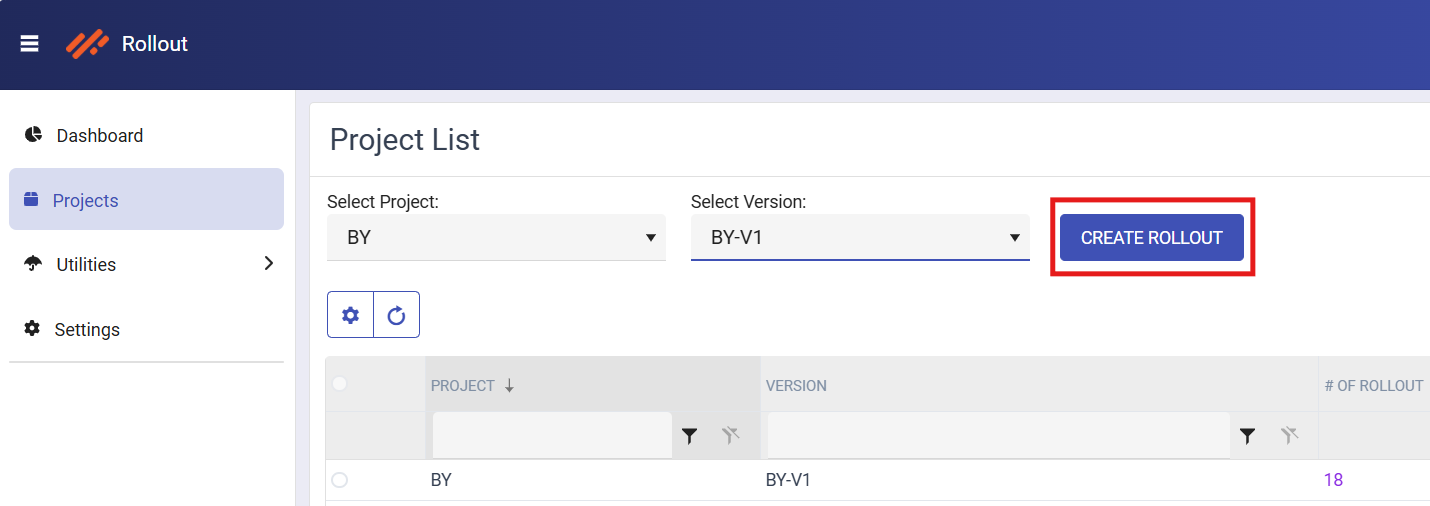 Rollout
Dashboard
Projects
Utilities
Settings
Project List
Select Project: Select Version:
BY BY-V1 CREATE ROLLOUT
PROJECT VERSION # OF ROLLOUT
BY BY-V1 18